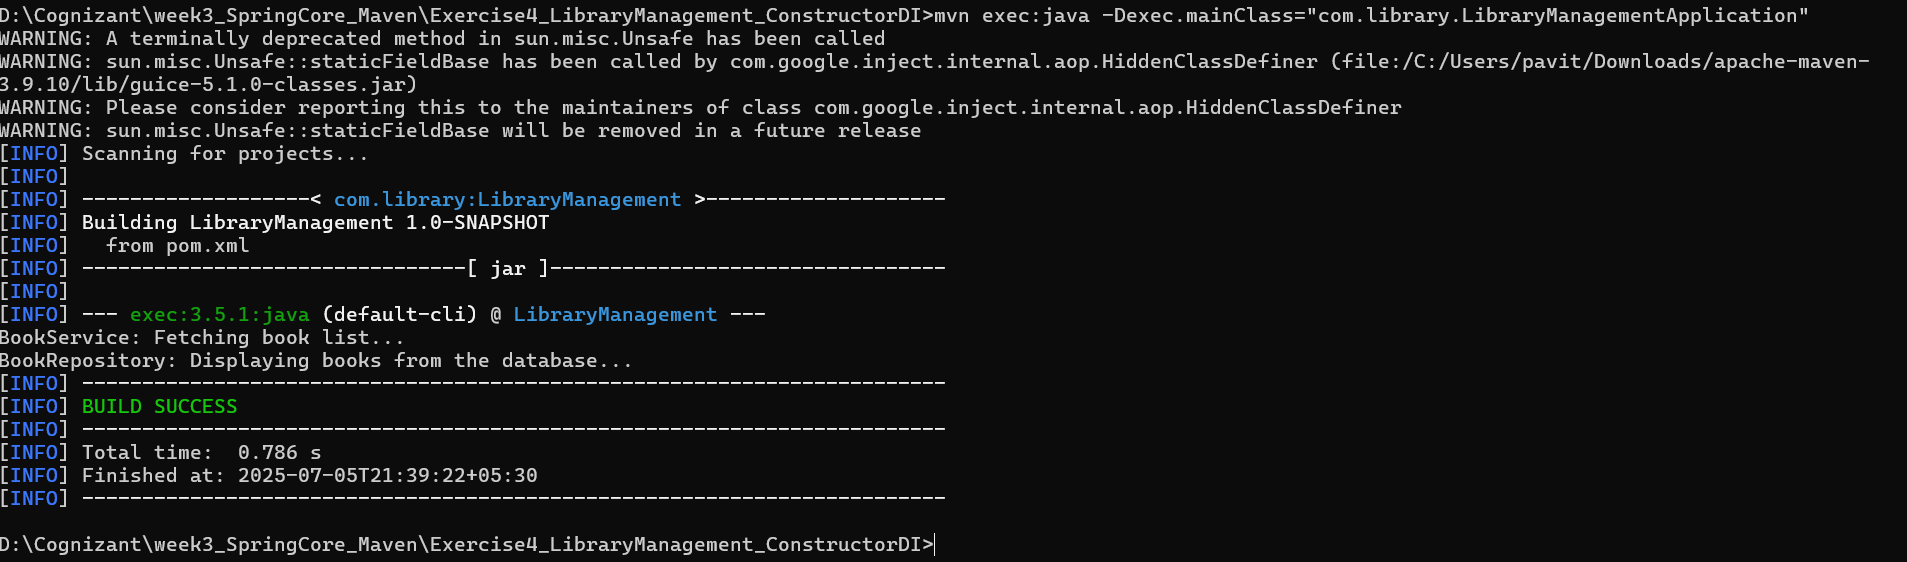 D:\Cognizant\week3_SpringCore_Maven\Exercise4_LibraryManagement_ConstructorDI>mvn exec:java -Dexec.mainClass="com.library.LibraryManagementApplication"
WARNING: A terminally deprecated method in sun.misc.Unsafe has been called
WARNING: sun.misc.Unsafe::staticFieldBase has been called by com.google.inject.internal.aop.HiddenClassDefiner (file:/C:/Users/pavit/Downloads/apache-maven-
3.9.10/lib/guice-5.1.0-classes.jar)
WARNING: Please consider reporting this to the maintainers of class com.google.inject.internal.aop.HiddenClassDefiner
WARNING: sun.misc.Unsafe::staticFieldBase will be removed in a future release
[INFO] Scanning for projects...
[INFO]
[INFO] -------------------< com.library:LibraryManagement >--------------------
[INFO] Building LibraryManagement 1.0-SNAPSHOT
[INFO]   from pom.xml
[INFO] --------------------------------[ jar ]---------------------------------
[INFO]
[INFO] --- exec:3.5.1:java (default-cli) @ LibraryManagement ---
BookService: Fetching book list...
BookRepository: Displaying books from the database...
[INFO] ------------------------------------------------------------------------
[INFO] BUILD SUCCESS
[INFO] ------------------------------------------------------------------------
[INFO] Total time:  0.786 s
[INFO] Finished at: 2025-07-05T21:39:22+05:30
[INFO] ------------------------------------------------------------------------
D:\Cognizant\week3_SpringCore_Maven\Exercise4_LibraryManagement_ConstructorDI>